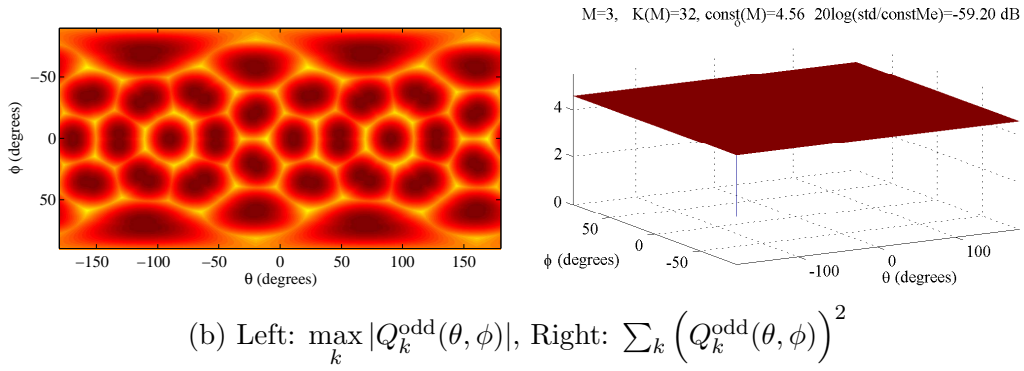 M=3,   K(M)=32, const(M)=4.56  20log(std/constMe)=-59.20 dB
o
−50
0
50
ϕ (degrees)
−150 −100 −50 0 50 100 150
θ (degrees)
4
2
0
50
0
-50
ϕ (degrees)
-100
0
100
θ (degrees)
(b) Left: max_k |Q_k^odd(θ, ϕ)|, Right: ∑_k (Q_k^odd(θ, ϕ))^2